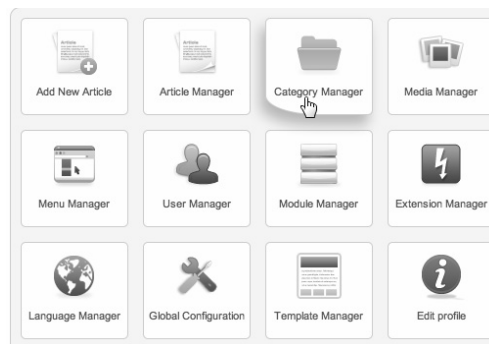 Add New Article
Article Manager
Category Manager
Media Manager
Menu Manager
User Manager
Module Manager
Extension Manager
Language Manager
Global Configuration
Template Manager
Edit profile